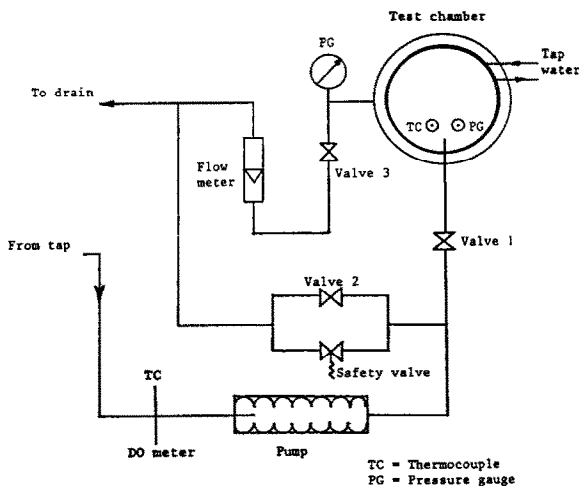 Test chamber
PG
Tap
water
To drain
TC
PG
Flow
meter
Valve 3
From tap
Valve 1
Valve 2
Safety valve
TC
DO meter
Pump
TC = Thermocouple
PG = Pressure gauge